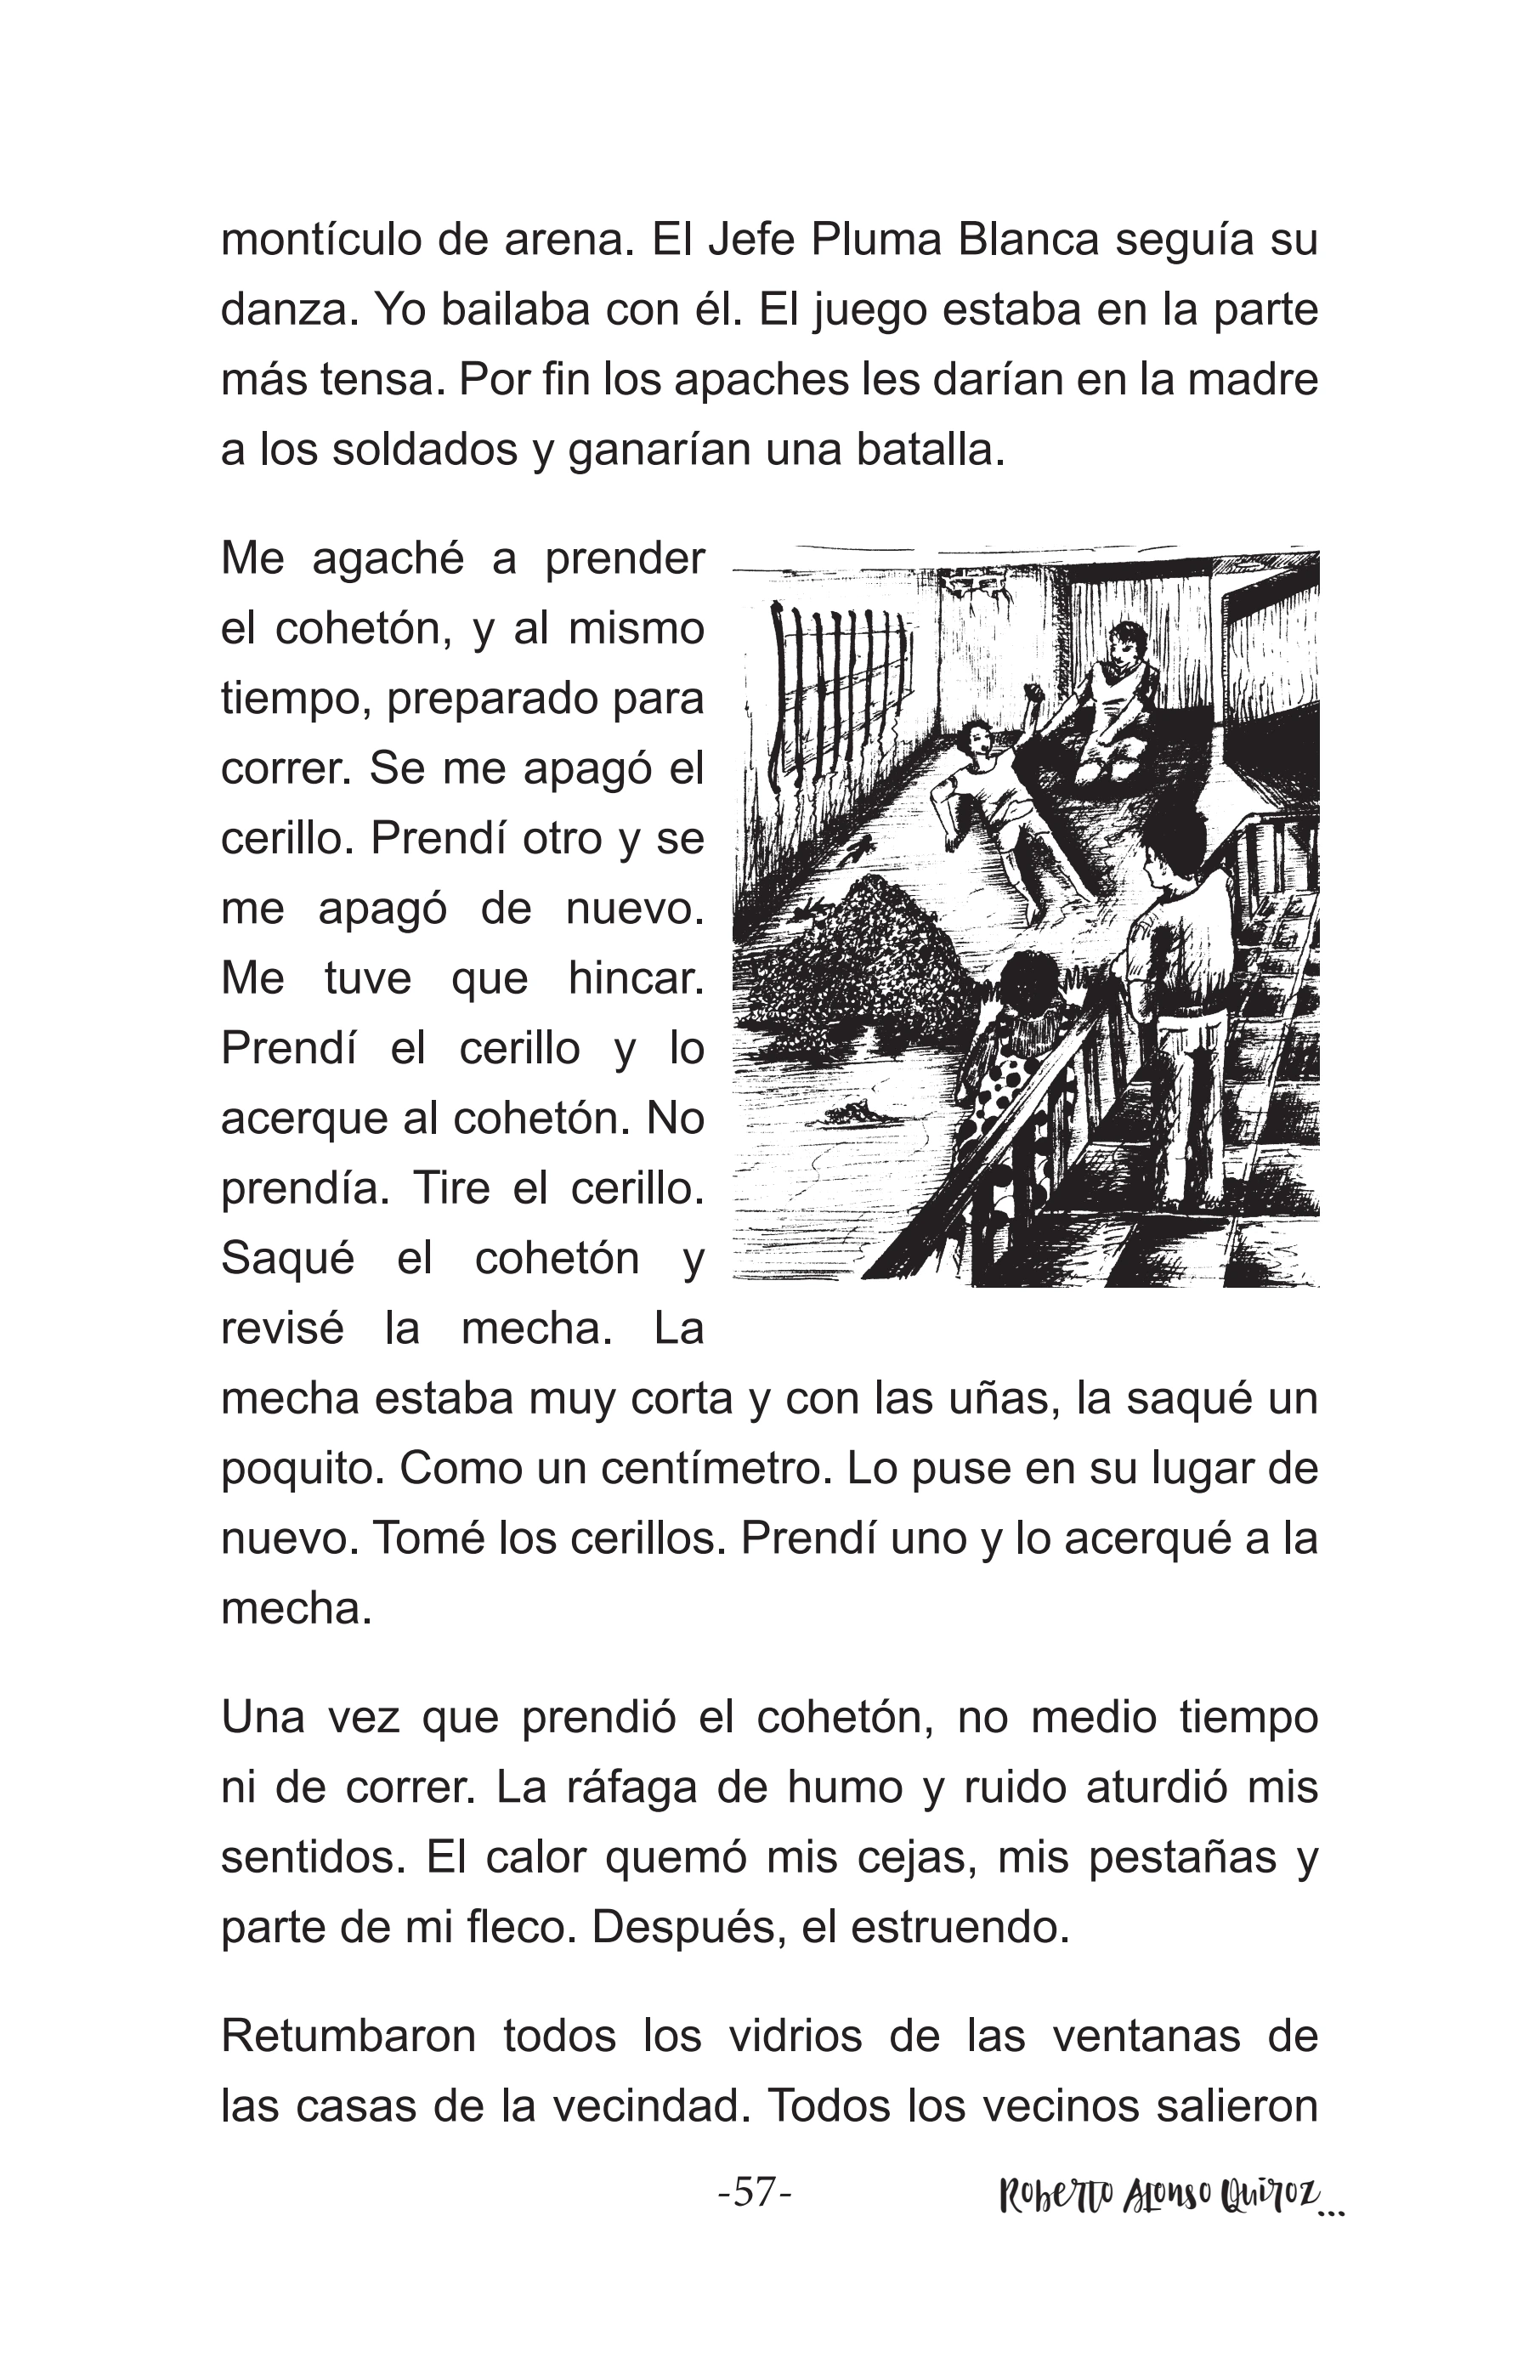 montículo de arena. El Jefe Pluma Blanca seguía su
danza. Yo bailaba con él. El juego estaba en la parte
más tensa. Por fin los apaches les darían en la madre
a los soldados y ganarían una batalla.
Me agaché a prender
el cohetón, y al mismo
tiempo, preparado para
correr. Se me apagó el
cerillo. Prendí otro y se
me apagó de nuevo.
Me tuve que hincar.
Prendí el cerillo y lo
acerque al cohetón. No
prendía. Tire el cerillo.
Saqué el cohetón y
revisé la mecha. La
mecha estaba muy corta y con las uñas, la saqué un
poquito. Como un centímetro. Lo puse en su lugar de
nuevo. Tomé los cerillos. Prendí uno y lo acerqué a la
mecha.
Una vez que prendió el cohetón, no medio tiempo
ni de correr. La ráfaga de humo y ruido aturdió mis
sentidos. El calor quemó mis cejas, mis pestañas y
parte de mi fleco. Después, el estruendo.
Retumbaron todos los vidrios de las ventanas de
las casas de la vecindad. Todos los vecinos salieron
-57-
Roberto Alonso Quiroz...